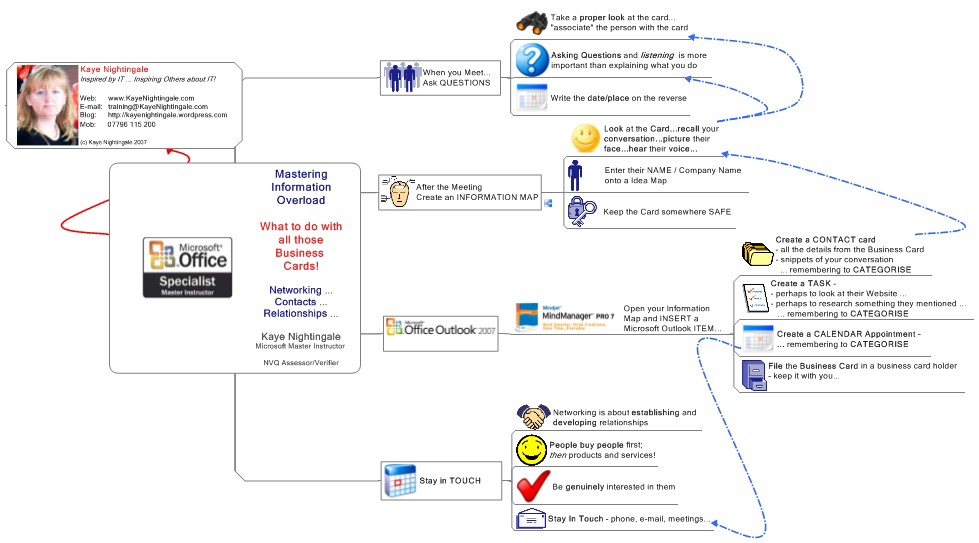 Kaye Nightingale
Inspired by IT ... Inspiring Others about IT!
Web: www.KayeNightingale.com
E-mail: training@KayeNightingale.com
Blog: http://kayenightingale.wordpress.com
Mob: 07796 115 200
(c) Kaye Nightingale 2007
Mastering
Information
Overload
What to do with
all those
Business
Cards!
Networking ...
Contacts ...
Relationships ...
Kaye Nightingale
Microsoft Master Instructor
NVQ Assessor/Verifier
Microsoft®
Office
Specialist
Master Instructor
When you Meet...
Ask QUESTIONS
Take a proper look at the card...
"associate" the person with the card
Asking Questions and listening is more
important than explaining what you do
Write the date/place on the reverse
After the Meeting
Create an INFORMATION MAP
Look at the Card...recall your
conversation...picture their
face...hear their voice...
Enter their NAME / Company Name
onto a Idea Map
Keep the Card somewhere SAFE
Microsoft®
Office Outlook 2007
Mindjet®
MindManager® PRO 7
Open your Information
Map and INSERT a
Microsoft Outlook ITEM...
Create a CONTACT card
- all the details from the Business Card
- snippets of your conversation
... remembering to CATEGORISE
Create a TASK -
- perhaps to look at their Website ...
- perhaps to research something they mentioned ...
... remembering to CATEGORISE
Create a CALENDAR Appointment -
... remembering to CATEGORISE
File the Business Card in a business card holder
- keep it with you...
Stay in TOUCH
Networking is about establishing and
developing relationships
People buy people first;
then products and services!
Be genuinely interested in them
Stay In Touch - phone, e-mail, meetings...